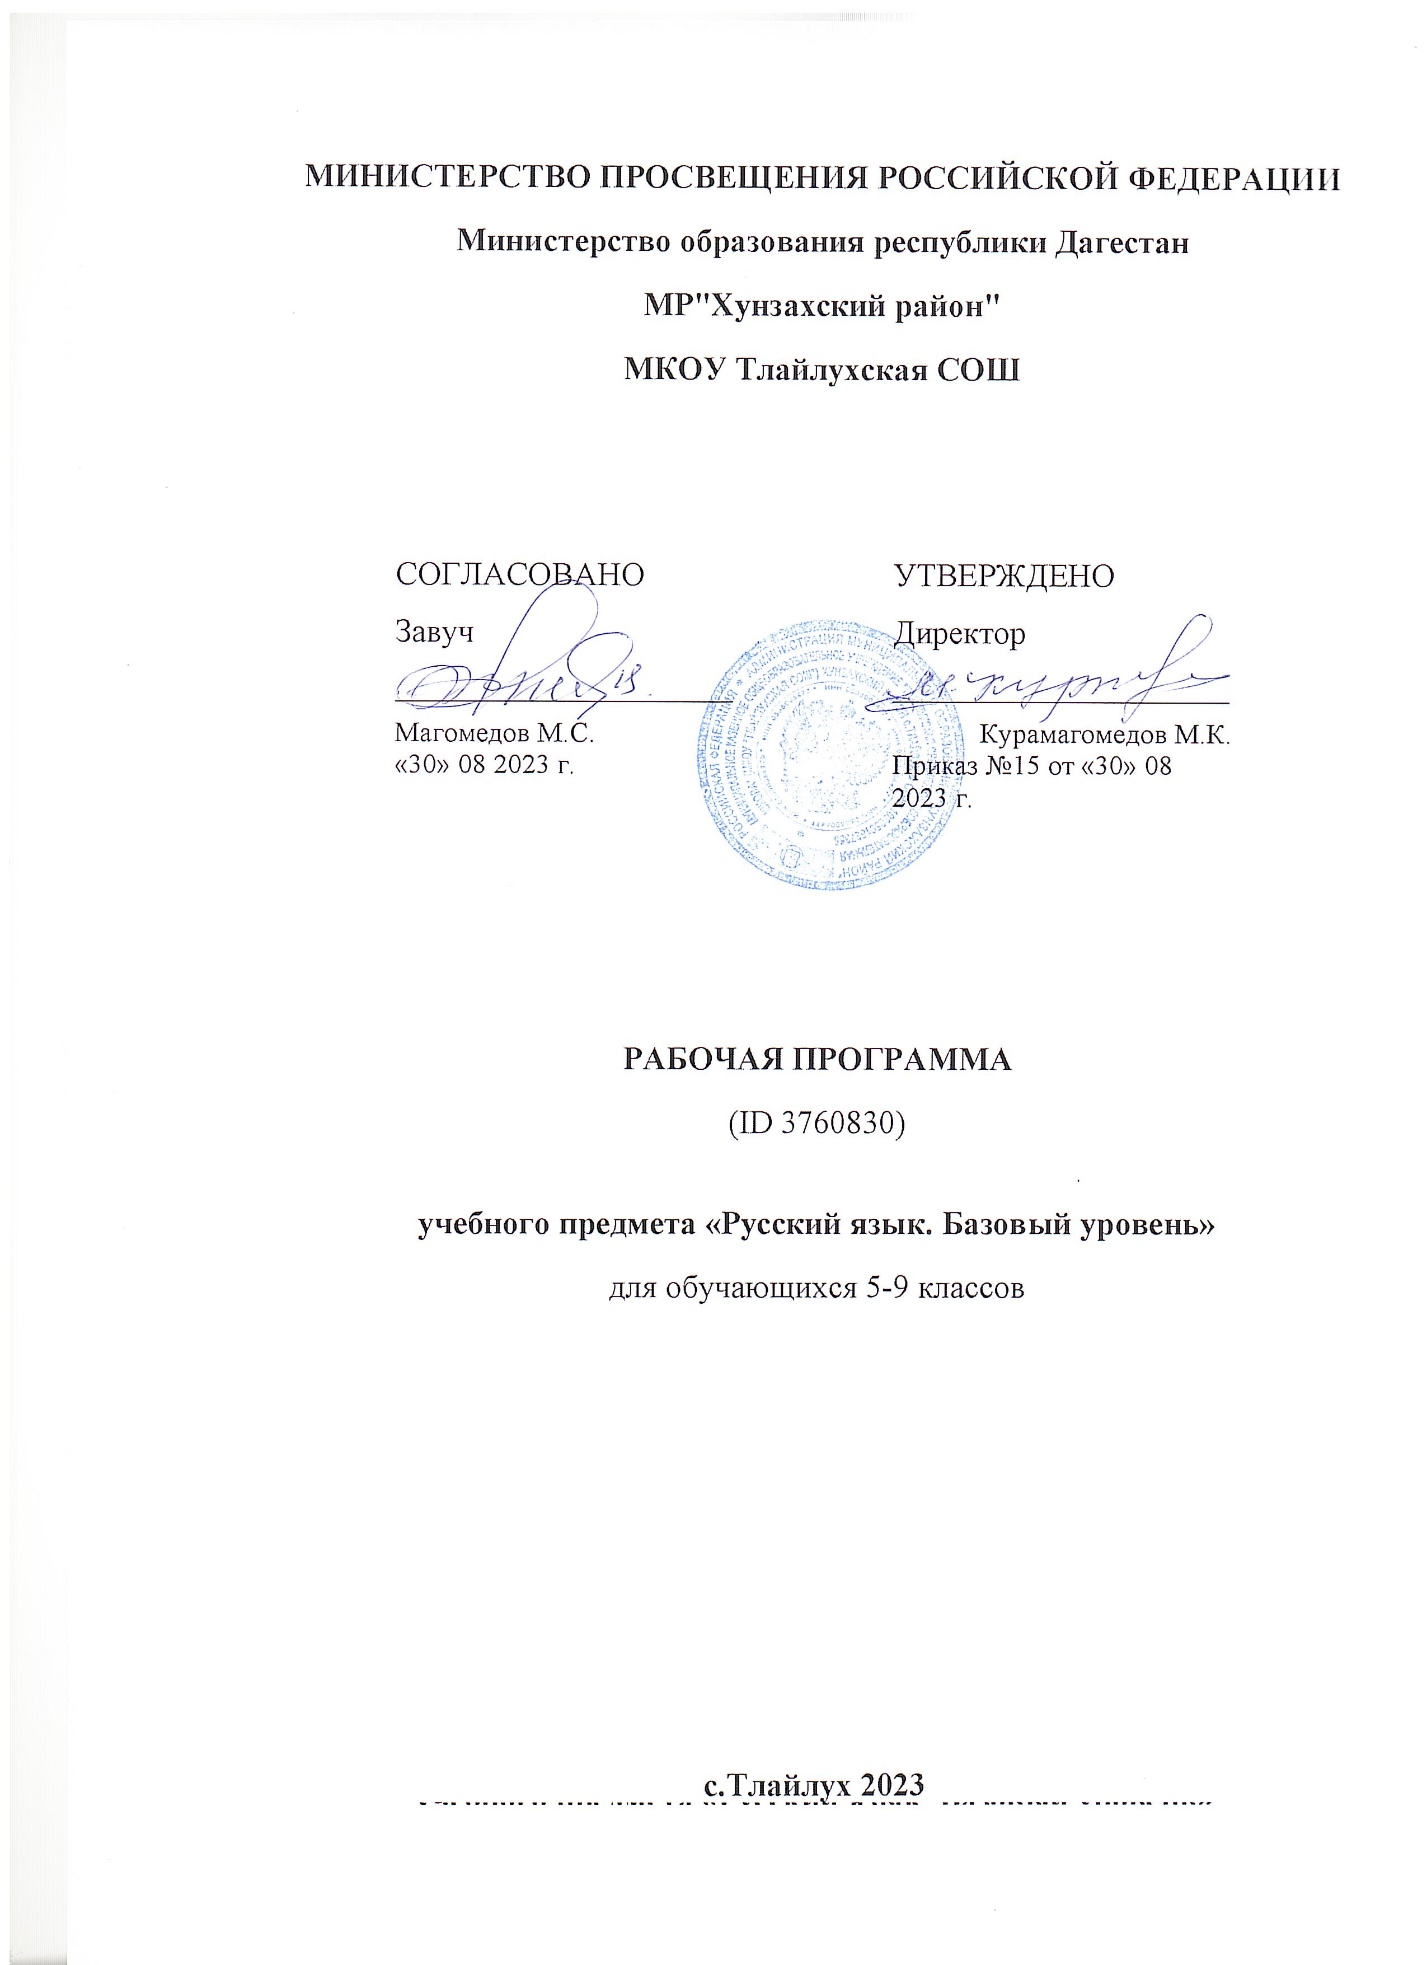 МИНИСТЕРСТВО ПРОСВЕЩЕНИЯ РОССИЙСКОЙ ФЕДЕРАЦИИ
Министерство образования республики Дагестан
МР"Хунзахский район"
МКОУ Тлайлухская СОШ
СОГЛАСОВАНО
Завуч
Магомедов М.С.
«30» 08 2023 г.
УТВЕРЖДЕНО
Директор
Курамагомедов М.К.
Приказ №15 от «30» 08
2023 г.
РАБОЧАЯ ПРОГРАММА
(ID 3760830)
учебного предмета «Русский язык. Базовый уровень»
для обучающихся 5-9 классов
с.Тлайлух 2023